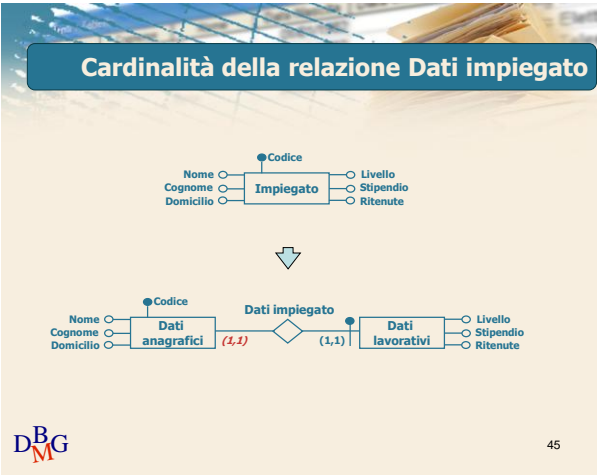 Cardinalità della relazione Dati impiegato
Codice
Nome
Livello
Cognome
Impiegato
Stipendio
Domicilio
Ritenute
Codice
Dati impiegato
Nome
Dati
Dati
Livello
Cognome
anagrafici
(1,1)
(1,1)
lavorativi
Stipendio
Domicilio
Ritenute
DBMG
45